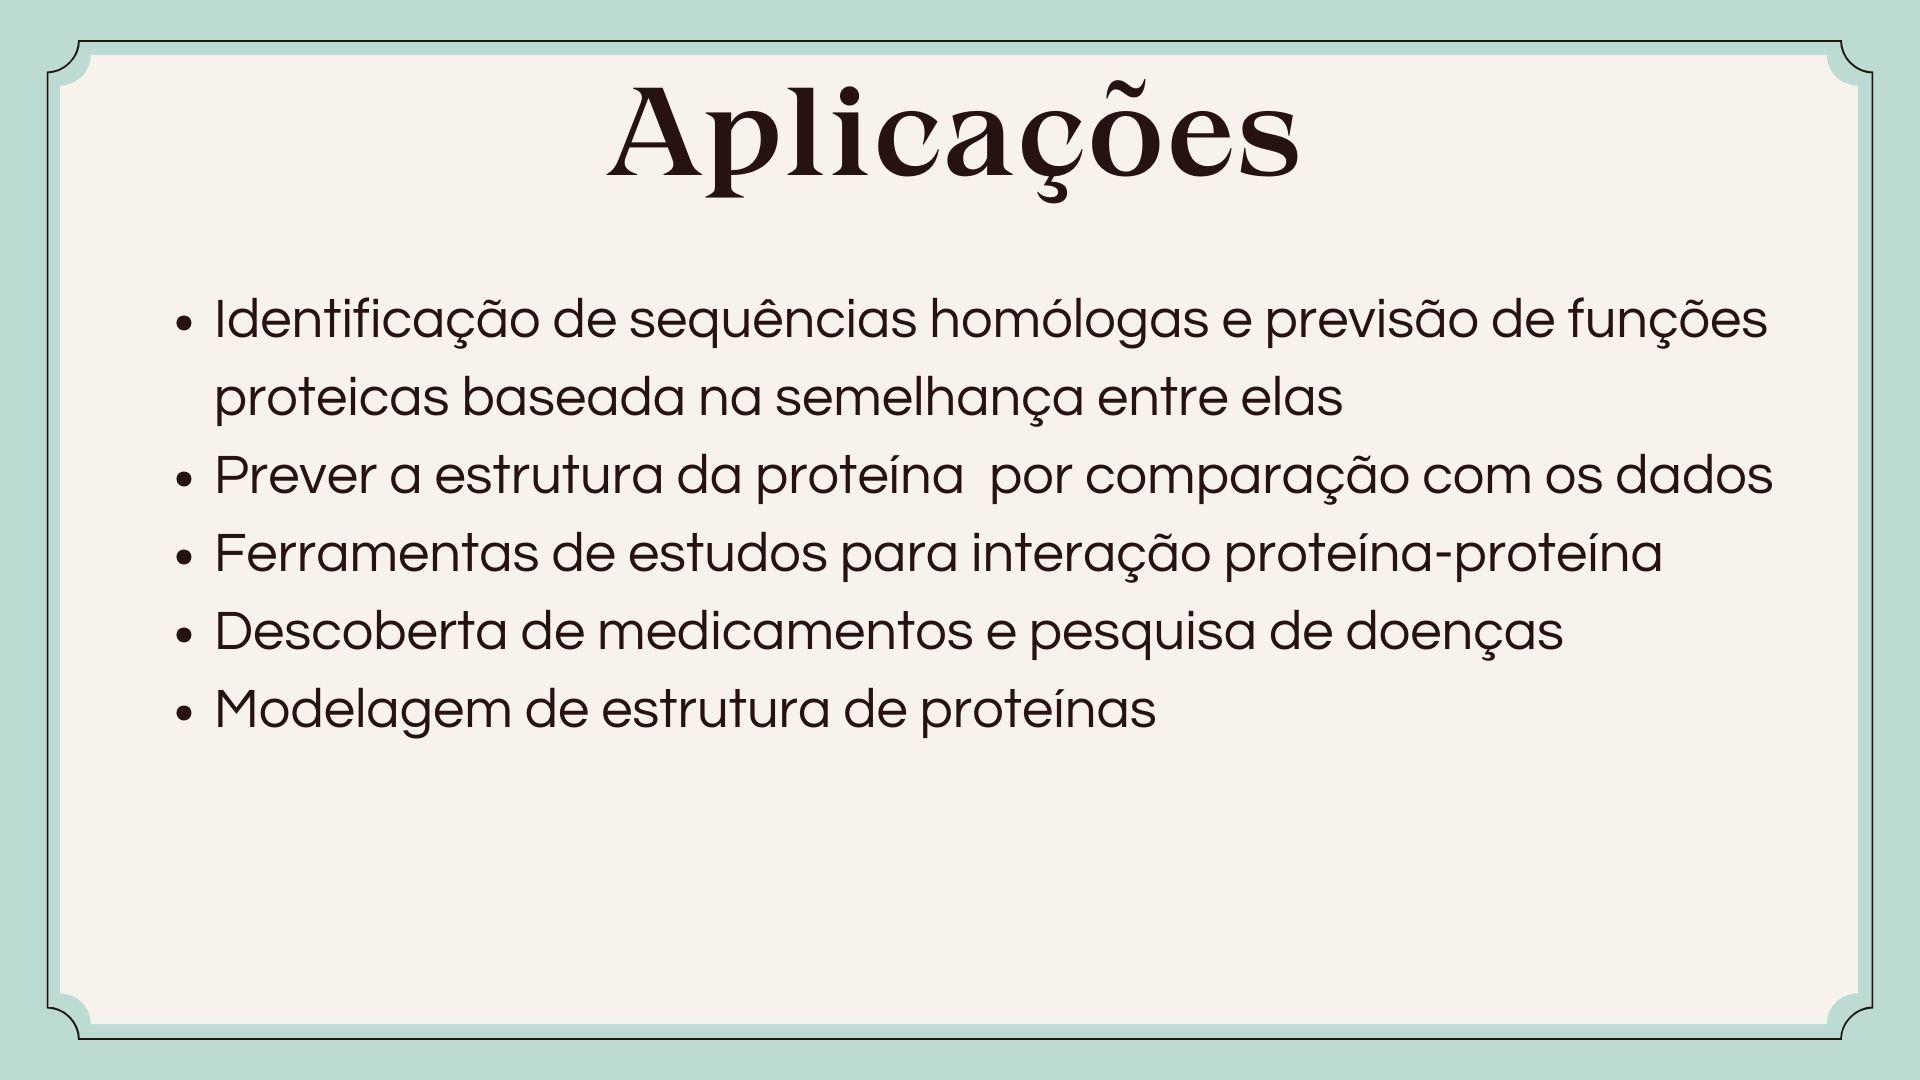 Aplicações
• Identificação de sequências homólogas e previsão de funções
proteicas baseada na semelhança entre elas
• Prever a estrutura da proteína  por comparação com os dados
• Ferramentas de estudos para interação proteína-proteína
• Descoberta de medicamentos e pesquisa de doenças
• Modelagem de estrutura de proteínas